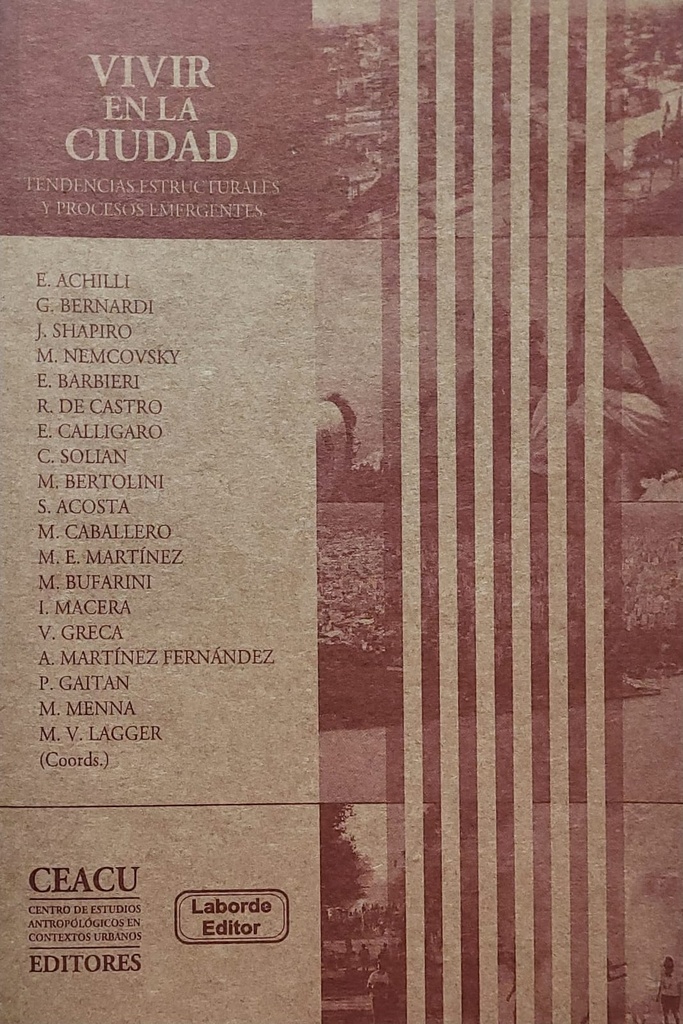 VIVIR
EN LA
CIUDAD
TENDENCIAS ESTRUCTURALES
Y PROCESOS EMERGENTES
E. ACHILLI
G. BERNARDI
J. SHAPIRO
M. NEMCOVSKY
E. BARBIERI
R. DE CASTRO
E. CALLIGARO
C. SOLIAN
M. BERTOLINI
S. ACOSTA
M. CABALLERO
M. E. MARTÍNEZ
M. BUFARINI
I. MACERA
V. GRECA
A. MARTÍNEZ FERNÁNDEZ
P. GAITAN
M. MENNA
M. V. LAGGER
(Coords.)
CEACU
CENTRO DE ESTUDIOS
ANTROPOLÓGICOS EN
CONTEXTOS URBANOS
EDITORES
Laborde
Editor